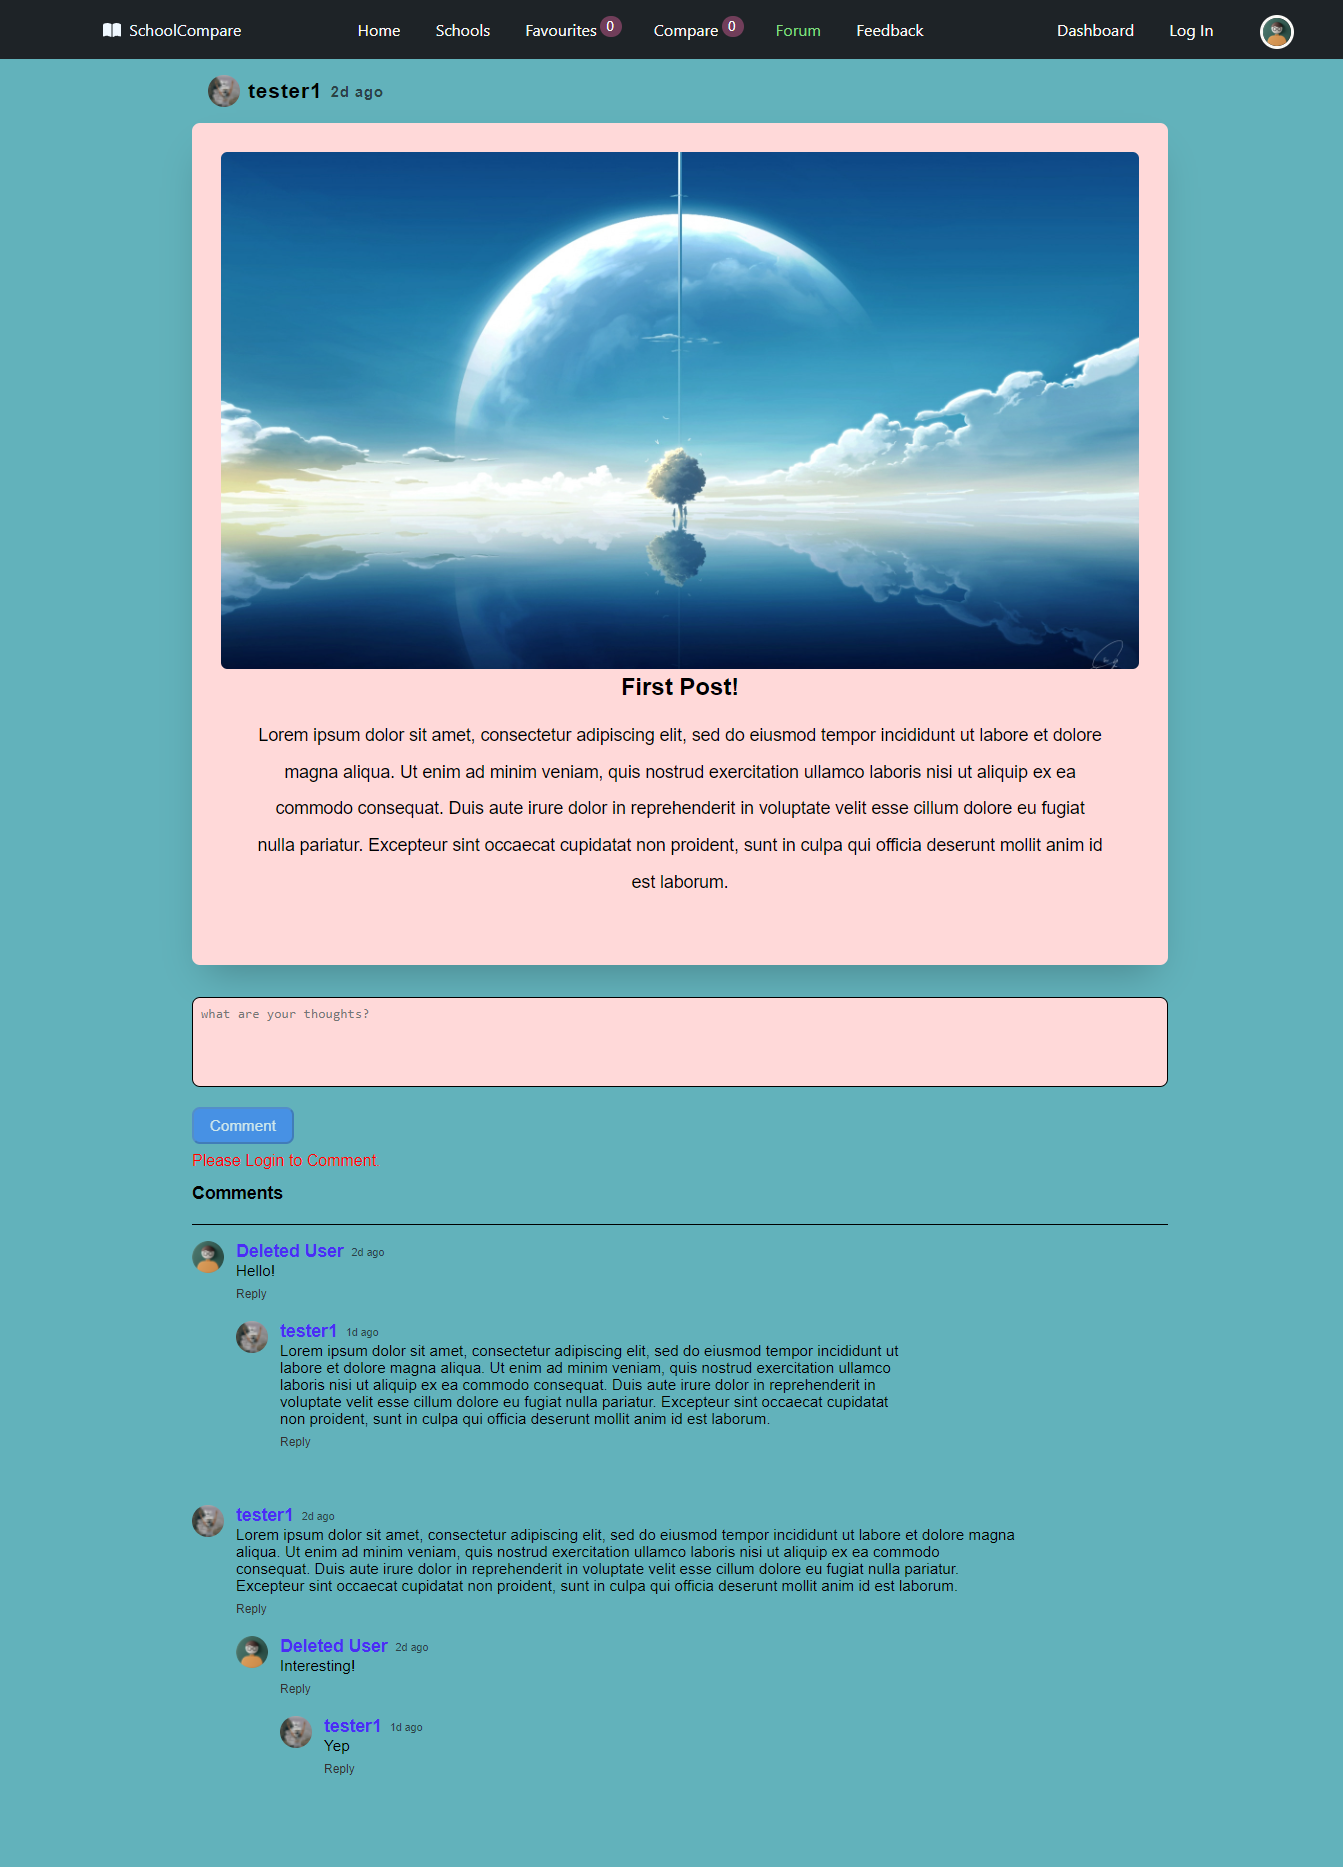 SchoolCompare
Home
Schools
Favourites 0
Compare 0
Forum
Feedback
Dashboard
Log In
tester1 2d ago
First Post!
Lorem ipsum dolor sit amet, consectetur adipiscing elit, sed do eiusmod tempor incididunt ut labore et dolore
magna aliqua. Ut enim ad minim veniam, quis nostrud exercitation ullamco laboris nisi ut aliquip ex ea
commodo consequat. Duis aute irure dolor in reprehenderit in voluptate velit esse cillum dolore eu fugiat
nulla pariatur. Excepteur sint occaecat cupidatat non proident, sunt in culpa qui officia deserunt mollit anim id
est laborum.
what are your thoughts?
Comment
Please Login to Comment
Comments
Deleted User 2d ago
Hello!
Reply
tester1 1d ago
Lorem ipsum dolor sit amet, consectetur adipiscing elit, sed do eiusmod tempor incididunt ut
labore et dolore magna aliqua. Ut enim ad minim veniam, quis nostrud exercitation ullamco
laboris nisi ut aliquip ex ea commodo consequat. Duis aute irure dolor in reprehenderit in
voluptate velit esse cillum dolore eu fugiat nulla pariatur. Excepteur sint occaecat cupidatat
non proident, sunt in culpa qui officia deserunt mollit anim id est laborum.
Reply
tester1 2d ago
Lorem ipsum dolor sit amet, consectetur adipiscing elit, sed do eiusmod tempor incididunt ut labore et dolore magna
aliqua. Ut enim ad minim veniam, quis nostrud exercitation ullamco laboris nisi ut aliquip ex ea commodo
consequat. Duis aute irure dolor in reprehenderit in voluptate velit esse cillum dolore eu fugiat nulla pariatur.
Excepteur sint occaecat cupidatat non proident, sunt in culpa qui officia deserunt mollit anim id est laborum.
Reply
Deleted User 2d ago
Interesting!
Reply
tester1 1d ago
Yep
Reply